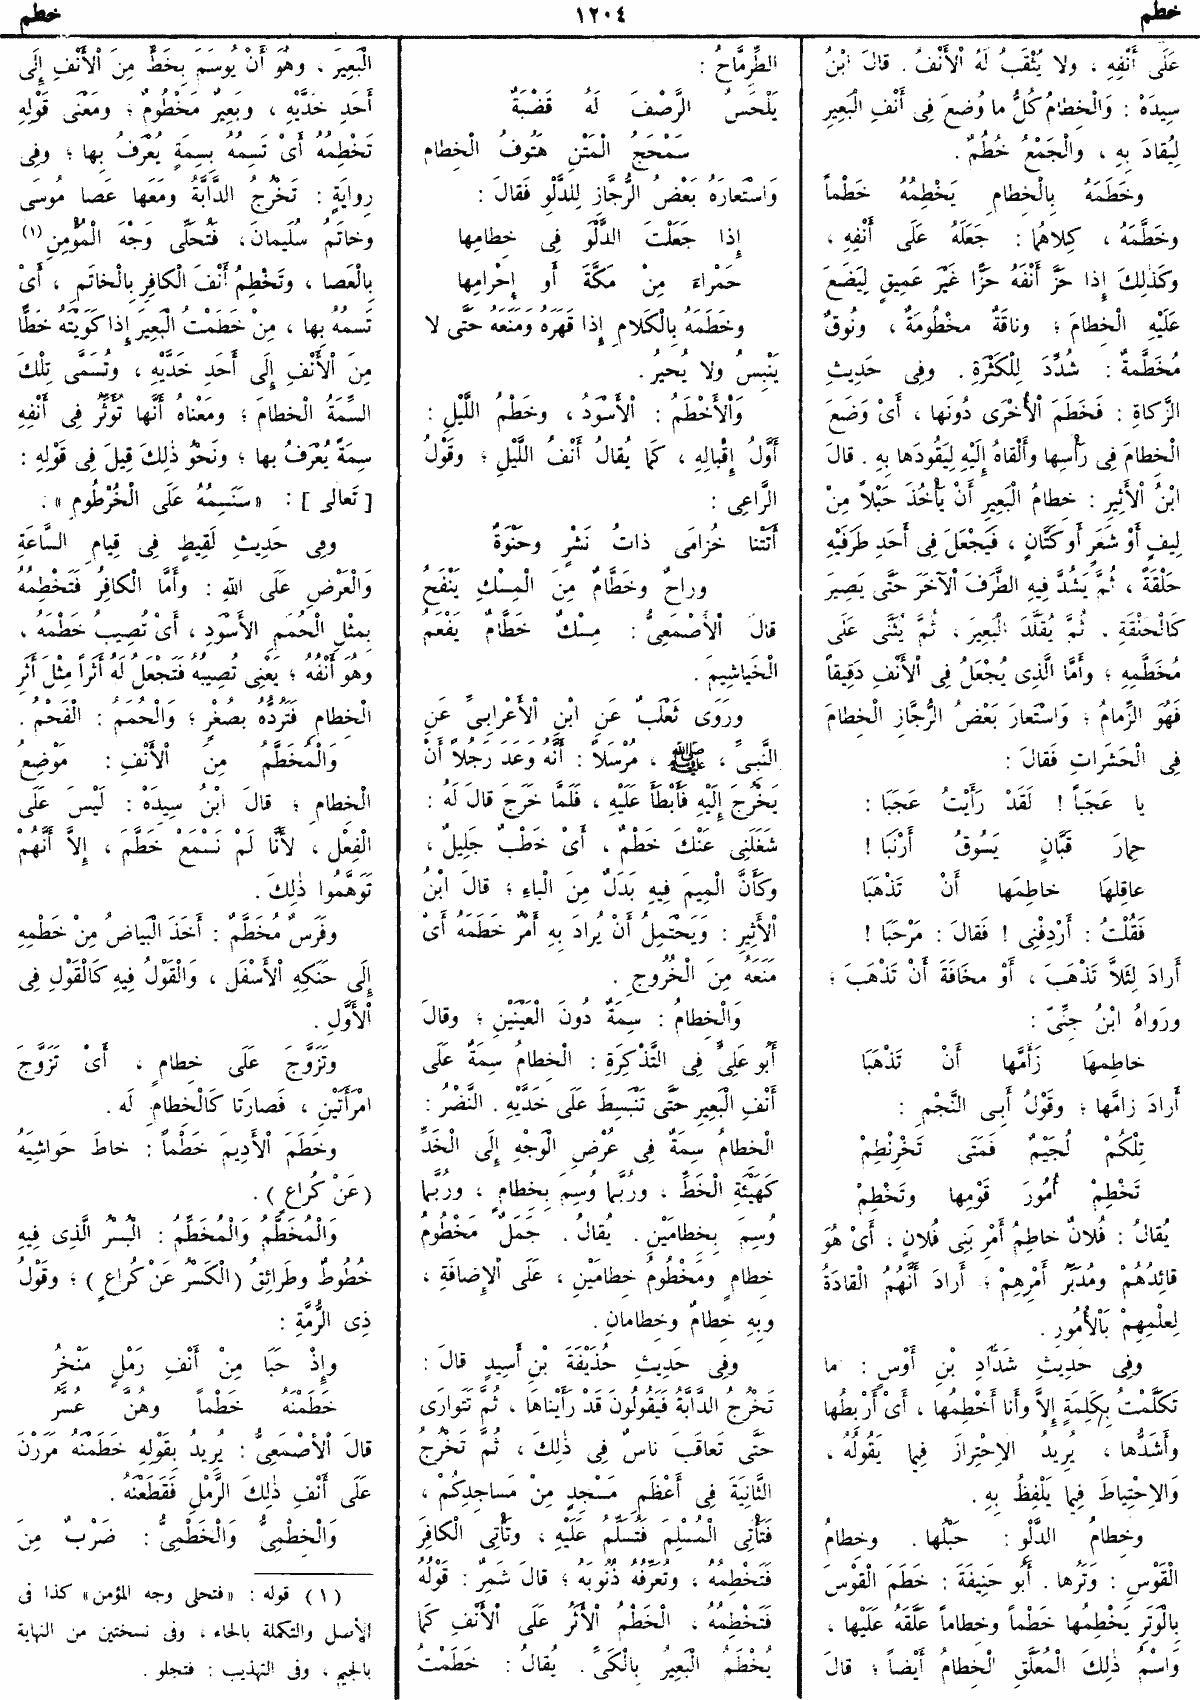 خطم
١٢٠٤
خطم
عَلَى أَنْفِهِ ، ولا يُثْقَبُ لَهُ الْأَنْفُ . قالَ ابْنُ
سِيدَهْ : وَالْخِطامُ كُلُّ ما وُضِعَ فِى أَنْفِ الْبَعِيرِ
لِيُقادَ بِهِ ، والْجَمْعُ خُطُمٌ .
وخَطَمَهُ بِالْخِطامِ يَخْطِمُهُ خَطْماً
وخَطَّمَهُ ، كِلاهُما : جَعَلَهُ عَلَى أَنْفِهِ ،
وكَذٰلِكَ إِذا حَزَّ أَنْفَهُ حَزًّا غَيْرَ عَمِيقٍ لِيَضَعَ
عَلَيْهِ الْخِطامَ ؛ وناقَةٌ مخْطُومَةٌ ، ونُوقٌ
مُخَطَّمَةٌ : شُدِّدَ لِلْكَثْرَةِ . وفِى حَدِيثِ
الزَّكاةِ : فَخَطَمَ الْأُخْرَى دُونَها ، أَىْ وَضَعَ
الْخِطامَ فِى رَأْسِها وأَلْقاهُ إِلَيْهِ لِيَقُودَها بِهِ . قالَ
ابْنُ الْأَثِيرِ : خِطامُ الْبَعِيرِ أَنْ يَأْخُذَ حَبْلاً مِنْ
لِيفٍ أَوْ شَعَرٍ أَوكَتَّانٍ ، فَيَجْعَلَ فِى أَحَدِ طَرَفَيْهِ
حَلْقَةً ، ثُمَّ يَشُدَّ فِيهِ الطَّرَفَ الْآخَرَ حَتَّى يَصِيرَ
كَالْحَلْقَةِ . ثُمَّ يُقَلَّدَ الْبَعِيرَ ، ثُمَّ يُثَنَّى عَلَى
مُخَطَّمِهِ ؛ وأَمَّا الَّذِى يُجْعَلُ فِى الْأَنْفِ دَقِيقاً
فَهُوَ الزِّمامُ ؛ وَاسْتَعارَ بَعْضُ الرُّجَّازِ الْخِطامَ
فِى الْحَشَراتِ فَقالَ :
يا عَجَباً ! لَقَدْ رَأَيْتُ عَجَبَا :
حِمارَ قَبَّانٍ يَسُوقُ أَرْنَبَا !
عاقِلَها خاطِمَها أَنْ تَذْهَبَا
فَقُلْتُ : أَرْدِفْنِى ! فَقالَ : مَرْحَبَا !
أَرادَ لِئَلاَّ تَذْهَبَ ، أَوْ مَخافَةَ أَنْ تَذْهَبَ ؛
ورَواهُ ابْنُ جِنِّىّ :
خاطِمَها زَأَمَّها أَنْ تَذْهَبَا
أَرادَ زامَّها ؛ وقَوْلُ أَبِى النَّجْمِ :
تِلْكُمْ لُجَيْمٌ فَمَتَى تَخْرَنْطِمْ
تَخْطِمْ أُمُورَ قَوْمِها وتَخْطِمْ
يُقالُ : فُلانٌ خاطِمُ أَمْرِ بَنِى فُلانٍ ، أَىْ هُوَ
قائِدُهُمْ ومُدَبِّرُ أَمْرِهِمْ ؛ أَرادَ أَنَّهُمُ الْقادَةُ
لِعِلْمِهِمْ بِالْأُمُورِ .
وفِى حَدِيثِ شَدَّادِ بْنِ أَوْسٍ : ما
تَكَلَّمْتُ بِكَلِمَةٍ إِلاَّ وأَنا أَخْطِمُها ، أَىْ أَرْبِطُها
وأَشُدُّها ، يُرِيدُ الاِحْتِرازَ فِيما يَقُولُهُ ،
وَالاِحْتِياطَ فِيما يَلْفِظُ بِهِ .
وخِطامُ الدَّلْوِ : حَبْلُها . وخِطامُ
الْقَوْسِ : وَتَرُها . أَبُو حَنِيفَةَ : خَطَمَ الْقَوْسَ
بِالْوَتَرِ يَخْطِمُها خَطْماً وخِطاماً عَلَّقَهُ عَلَيْها ،
وَاسْمُ ذٰلِكَ الْمُعَلَّقِ الْخِطامُ أَيْضاً ؛ قالَ
الطِّرِمَّاحُ :
يَلْحَسُ الرَّصْفَ لَهُ قَضْبَةٌ
سَمْحَجُ الْمَتْنِ هَتُوفُ الْخِطامِ
وَاسْتَعارَهُ بَعْضُ الرُّجَّازِ لِلدَّلْوِ فَقالَ :
إِذا جَعَلْتَ الدَّلْوَ فِى خِطامِها
حَمْراءَ مِنْ مَكَّةَ أَو إِحْرامِها
وخَطَمَهُ بِالْكَلامِ إِذا قَهَرَهُ وَمَنَعَهُ حَتَّى لا
يَنْبِسُ ولا يُحِيرُ .
وَالْأَخْطَمُ : الْأَسْوَدُ ، وخَطْمُ اللَّيْلِ :
أَوَّلُ إِقْبالِهِ ، كَما يُقالُ أَنْفُ اللَّيْلِ ؛ وقَوْلُ
الرَّاعِى :
أَتَتْنا خُزامَى ذاتُ نَشْرٍ وحَنْوَةٌ
وراحٌ وخَطَّامٌ مِنَ الْمِسْكِ يَنْفَحُ
قالَ الْأَصْمَعِىُّ : مِسْكٌ خَطَّامٌ يَفْعَمُ
الْخَياشِيمَ .
ورَوَى ثَعْلَبٌ عَنِ ابْنِ الْأَعْرابِىِّ عَنِ
النَّبِىِّ ، ﷺ ، مُرْسَلاً : أَنَّهُ وَعَدَ رَجُلاً أَنْ
يَخْرُجَ إِلَيْهِ فَأَبْطَأَ عَلَيْهِ ، فَلَمَّا خَرَجَ قالَ لَهُ :
شَغَلَنِى عَنْكَ خَطْمٌ ، أَىْ خَطْبٌ جَلِيلٌ ،
وكَأَنَّ الْمِيمَ فِيهِ بَدَلٌ مِنَ الْباءِ ؛ قالَ ابْنُ
الْأَثِيرِ : وَيَحْتَمِلُ أَنْ يُرادَ بِهِ أَمْرٌ خَطَمَهُ أَىْ
مَنَعَهُ مِنَ الْخُرُوجِ .
وَالْخِطامُ : سِمَةٌ دُونَ الْعَيْنَيْنِ ؛ وقالَ
أَبُو عَلِىٍّ فِى التَّذْكِرَةِ : الْخِطامُ سِمَةٌ عَلَى
أَنْفِ الْبَعِيرِ حَتَّى تَنْبَسِطَ عَلَى خَدَّيْهِ . النَّضْرُ :
الْخِطامُ سِمَةٌ فِى عُرْضِ الْوَجْهِ إِلَى الْخَدِّ
كَهَيْئَةِ الْخَطِّ ، ورُبَّما وُسِمَ بِخِطامٍ ، ورُبَّما
وُسِمَ بِخِطامَيْنِ . يُقالُ . جَمَلٌ مَخْطُومُ
خِطامٍ ومَخْطُومُ خِطامَيْنِ ، عَلَى الْإِضافَةِ ،
وبِهِ خِطامٌ وخِطامانِ .
وفِى حَدِيثِ حُذَيْفَةَ بْنِ أَسِيدٍ قالَ :
تَخْرُجُ الدَّابَّةُ فَيَقُولُونَ قَدْ رَأَيْناها ، ثُمَّ تَتَوارَى
حَتَّى تَعاقَبَ ناسٌ فِى ذٰلِكَ ، ثُمَّ تَخْرُجُ
الثَّانِيَةَ فِى أَعْظَمِ مَسْجِدٍ مِنْ مَساجِدِكُمْ ،
فَتَأْتِى الْمُسْلِمَ فَتُسَلِّمُ عَلَيْهِ ، وتَأْتِى الْكافِرَ
فَتَخْطِمُهُ ، وتُعَرِّفُهُ ذُنُوبَهُ ؛ قالَ شَمِرٌ : قَوْلُهُ
فَتَخْطِمُهُ ، الْخَطْمُ الْأَثَرُ عَلَى الْأَنْفِ كَما
يُخْطَمُ الْبَعِيرُ بِالْكَىِّ . يُقالُ : خَطَمْتُ
الْبَعِيرَ ، وهُوَ أَنْ يُوسَمَ بِخَطٍّ مِنَ الْأَنْفِ إِلَى
أَحَدِ خَدَّيْهِ ، وبَعِيرٌ مَخْطُومٌ ؛ ومَعْنَى قَوْلِهِ
تَخْطِمُهُ أَىْ تَسِمُهُ بِسِمَةٍ يُعْرَفُ بِها ؛ وفِى
رِوايَةٍ : تَخْرُجُ الدَّابَّةُ ومَعَها عَصا مُوسَى
وخاتَمُ سُلَيمانَ، فَتُحَلِّى وَجْهَ الْمُؤْمِنِ (١)
بِالْعَصا ، وتَخْطِمُ أَنْفَ الْكافِرِ بِالْخاتَمِ ، أَىْ
تَسِمُهُ بِها ، مِنْ خَطَمْتُ الْبَعِيرَ إِذا كَوَيْتَهُ خَطًّا
مِنَ الْأَنْفِ إِلَى أَحَدِ خَدَّيْهِ ، وتُسَمَّى تِلْكَ
السِّمَةُ الْخِطامَ ؛ ومَعْناهُ أَنَّها تُؤَثِّرُ فِى أَنْفِهِ
سِمَةً يُعْرَفُ بها ؛ ونَحْوُ ذٰلِكَ قِيلَ فِى قَوْلِهِ :
[ تَعالى ] : «سَنَسِمُهُ عَلَى الْخُرْطُومِ» .
وفِى حَدِيثِ لَقِيطٍ فِى قِيامِ السَّاعَةِ
وَالْعَرْضِ عَلَى اللهِ : وأَمَّا الْكافِرُ فَتَخْطِمُهُ
بِمِثْلِ الْحُمَمِ الْأَسْوَدِ ، أَىْ تُصِيبُ خَطْمَهُ ،
وهُوَ أَنْفُهُ ؛ يَعْنِى تُصِيبُهُ فَتَجْعَلُ لَهُ أَثَراً مِثْلَ أَثَرِ
الْخِطامِ فَتَرُدُّهُ بِصُغْرٍ ؛ وَالْحُمَمُ : الْفَحْمُ .
وَالْمُخَطَّمُ مِنَ الْأَنْفِ : مَوْضِعُ
الْخِطامِ ؛ قالَ ابْنُ سِيدَهْ : لَيْسَ عَلَى
الْفِعْلِ ، لأَنَّا لَمْ نَسْمَعْ خَطَّمَ ، إِلاَّ أَنَّهُمْ
تَوَهَّمُوا ذٰلِكَ .
وفَرَسٌ مُخَطَّمٌ : أَخَذَ الْبَياضُ مِنْ خَطْمِهِ
إِلَى حَنَكِهِ الْأَسْفَلِ ، وَالْقَوْلُ فِيهِ كَالْقَوْلِ فِى
الْأَوَّلِ .
وتَزَوَّجَ عَلَى خِطامٍ ، أَىْ تَزَوَّجَ
امْرَأَتَيْنِ ، فَصارَتا كَالْخِطامِ لَه .
وخَطَمَ الْأَدِيمَ خَطْماً : خاطَ حَواشِيَهُ
( عَنْ كُراعٍ ) .
وَالْمُخَطَّمُ وَالْمُخَطِّمُ : الْبُسْرُ الَّذِى فِيهِ
خُطُوطٌ وطَرائِقُ ( الْكَسْرُ عَنْ كُراعٍ ) ؛ وقَوْلُ
ذِى الرُّمَّةِ :
وإِذْ حَبَا مِنْ أَنْفِ رَمْلٍ مَنْخِرُ
خَطَمْنَهُ خَطْماً وهُنَّ عُسَّرُ
قالَ الْأَصْمَعِىُّ : يُرِيدُ بِقَوْلِهِ خَطَمْنَهُ مَرَرْنَ
عَلَى أَنْفِ ذٰلِكَ الرَّمْلِ فَقَطَعْنَهُ .
وَالْخِطْمِىُّ وَالْخَطْمِىُّ : ضَرْبٌ مِنَ
( ١ ) قوله : «فتحلى وجه المؤمن» كذا فى
الأصل والتكملة بالحاء ، وفى نسختين من النهاية
بالجيم ، وفى التهذيب : فتجلو .